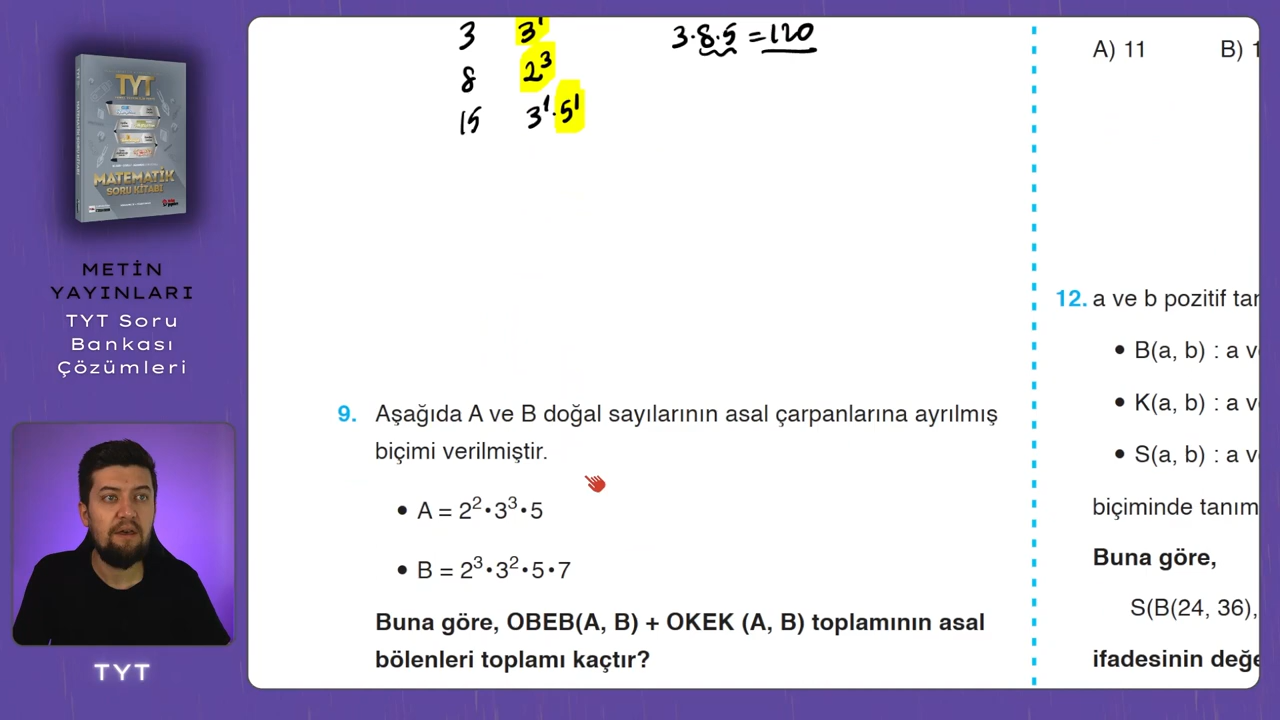 TYT
MATEMATİK
SORU KİTABI
METİN
YAYINLARI
TYT Soru
Bankası
Çözümleri
TYT
3 3¹
8 2³
15 3¹·5¹
3·8·5 = 120
9. Aşağıda A ve B doğal sayılarının asal çarpanlarına ayrılmış
biçimi verilmiştir.
• A = 2²•3³•5
• B = 2³•3²•5•7
Buna göre, OBEB(A, B) + OKEK (A, B) toplamının asal
bölenleri toplamı kaçtır?
A) 11 B) 1
12. a ve b pozitif tar
• B(a, b) : a v
• K(a, b) : a v
• S(a, b) : a v
biçiminde tanım
Buna göre,
S(B(24, 36),
ifadesinin değe